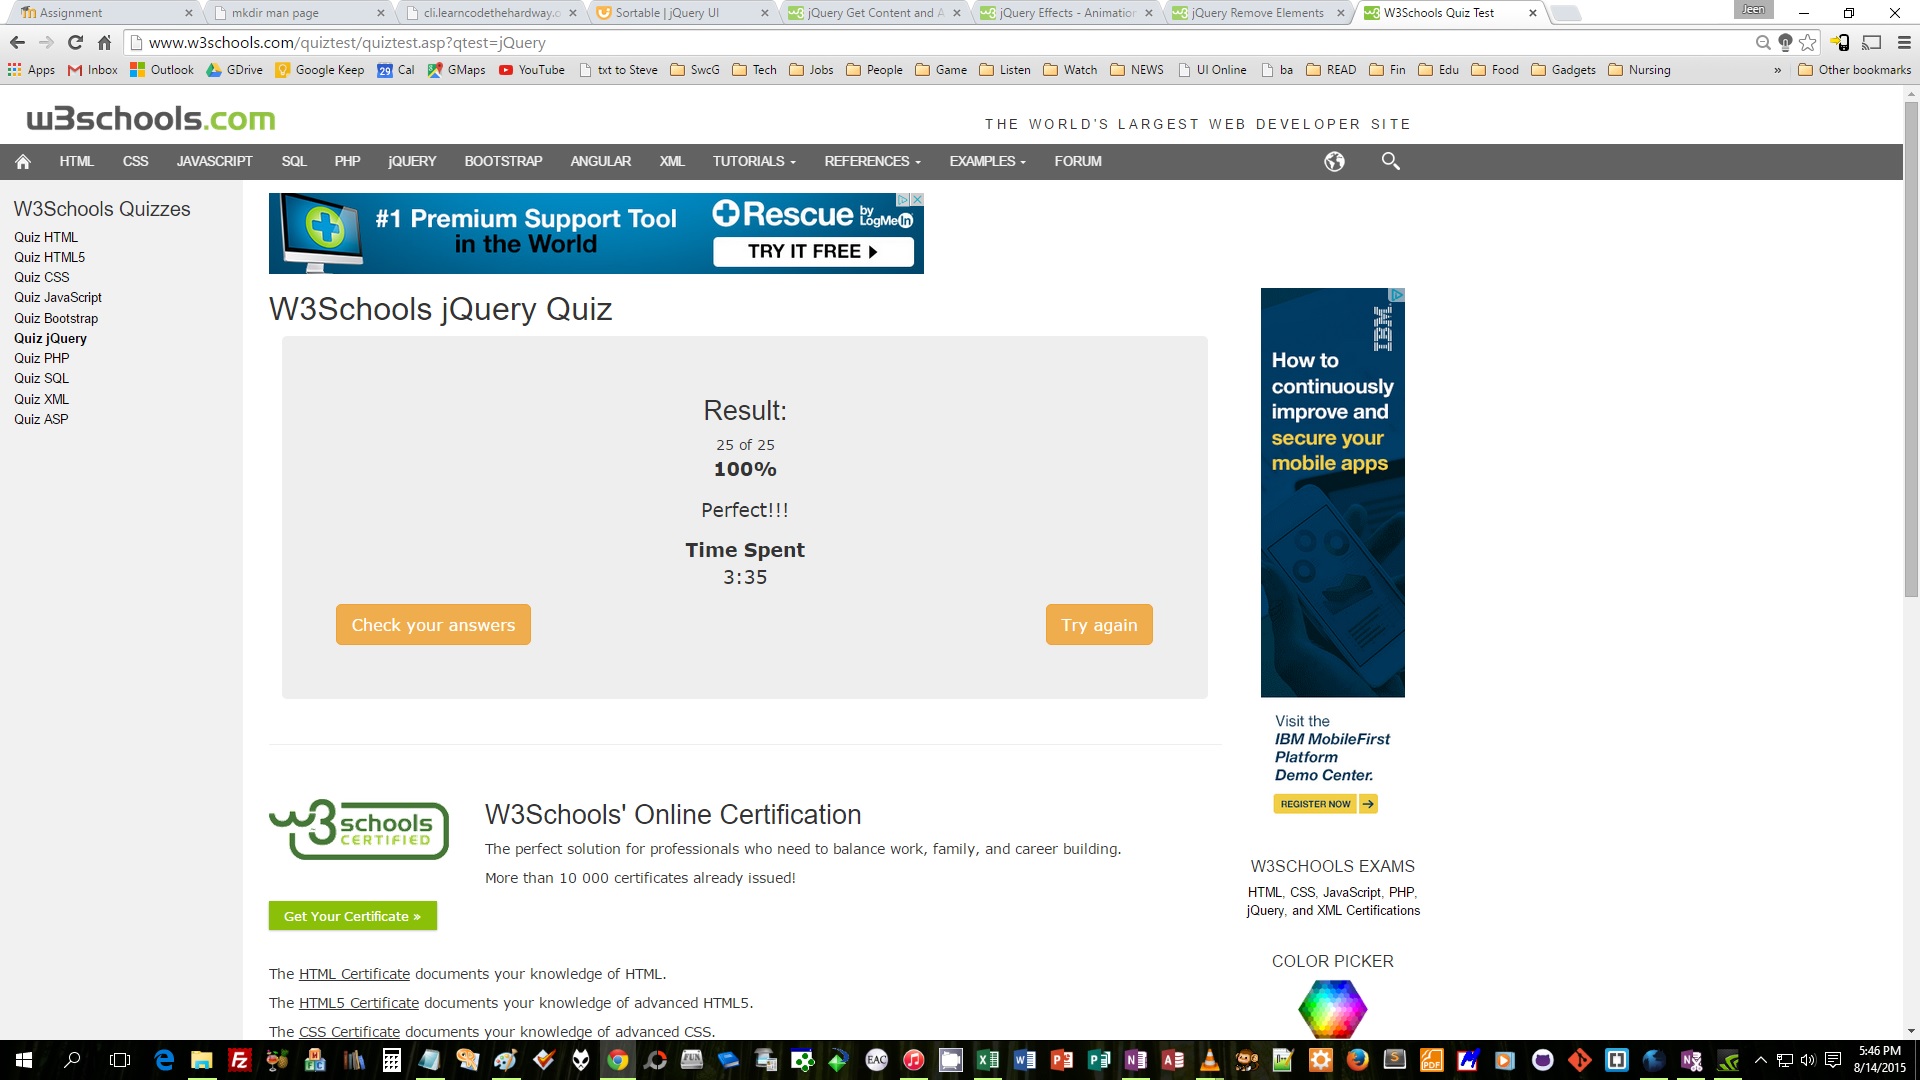 Assignment
mkdir man page
cli.learncodethehardway.o
Sortable | jQuery UI
jQuery Get Content and A
jQuery Effects - Animation
jQuery Remove Elements
W3Schools Quiz Test
Jeen
www.w3schools.com/quiztest/quiztest.asp?qtest=jQuery
Apps
Inbox
Outlook
GDrive
Google Keep
29
Cal
GMaps
YouTube
txt to Steve
SwcG
Tech
Jobs
People
Game
Listen
Watch
NEWS
UI Online
ba
READ
Fin
Edu
Food
Gadgets
Nursing
»
Other bookmarks
w3schools.com
THE WORLD'S LARGEST WEB DEVELOPER SITE
HTML
CSS
JAVASCRIPT
SQL
PHP
jQUERY
BOOTSTRAP
ANGULAR
XML
TUTORIALS
REFERENCES
EXAMPLES
FORUM
W3Schools Quizzes
Quiz HTML
Quiz HTML5
Quiz CSS
Quiz JavaScript
Quiz Bootstrap
Quiz jQuery
Quiz PHP
Quiz SQL
Quiz XML
Quiz ASP
#1 Premium Support Tool
in the World
Rescue by LogMeIn
TRY IT FREE
W3Schools jQuery Quiz
Result:
25 of 25
100%
Perfect!!!
Time Spent
3:35
Check your answers
Try again
IBM
How to
continuously
improve and
secure your
mobile apps
Visit the
IBM MobileFirst
Platform
Demo Center.
REGISTER NOW
w3schools
CERTIFIED
W3Schools' Online Certification
The perfect solution for professionals who need to balance work, family, and career building.
More than 10 000 certificates already issued!
Get Your Certificate »
W3SCHOOLS EXAMS
HTML, CSS, JavaScript, PHP,
jQuery, and XML Certifications
COLOR PICKER
The HTML Certificate documents your knowledge of HTML.
The HTML5 Certificate documents your knowledge of advanced HTML5.
The CSS Certificate documents your knowledge of advanced CSS.
EAC
5:46 PM
8/14/2015